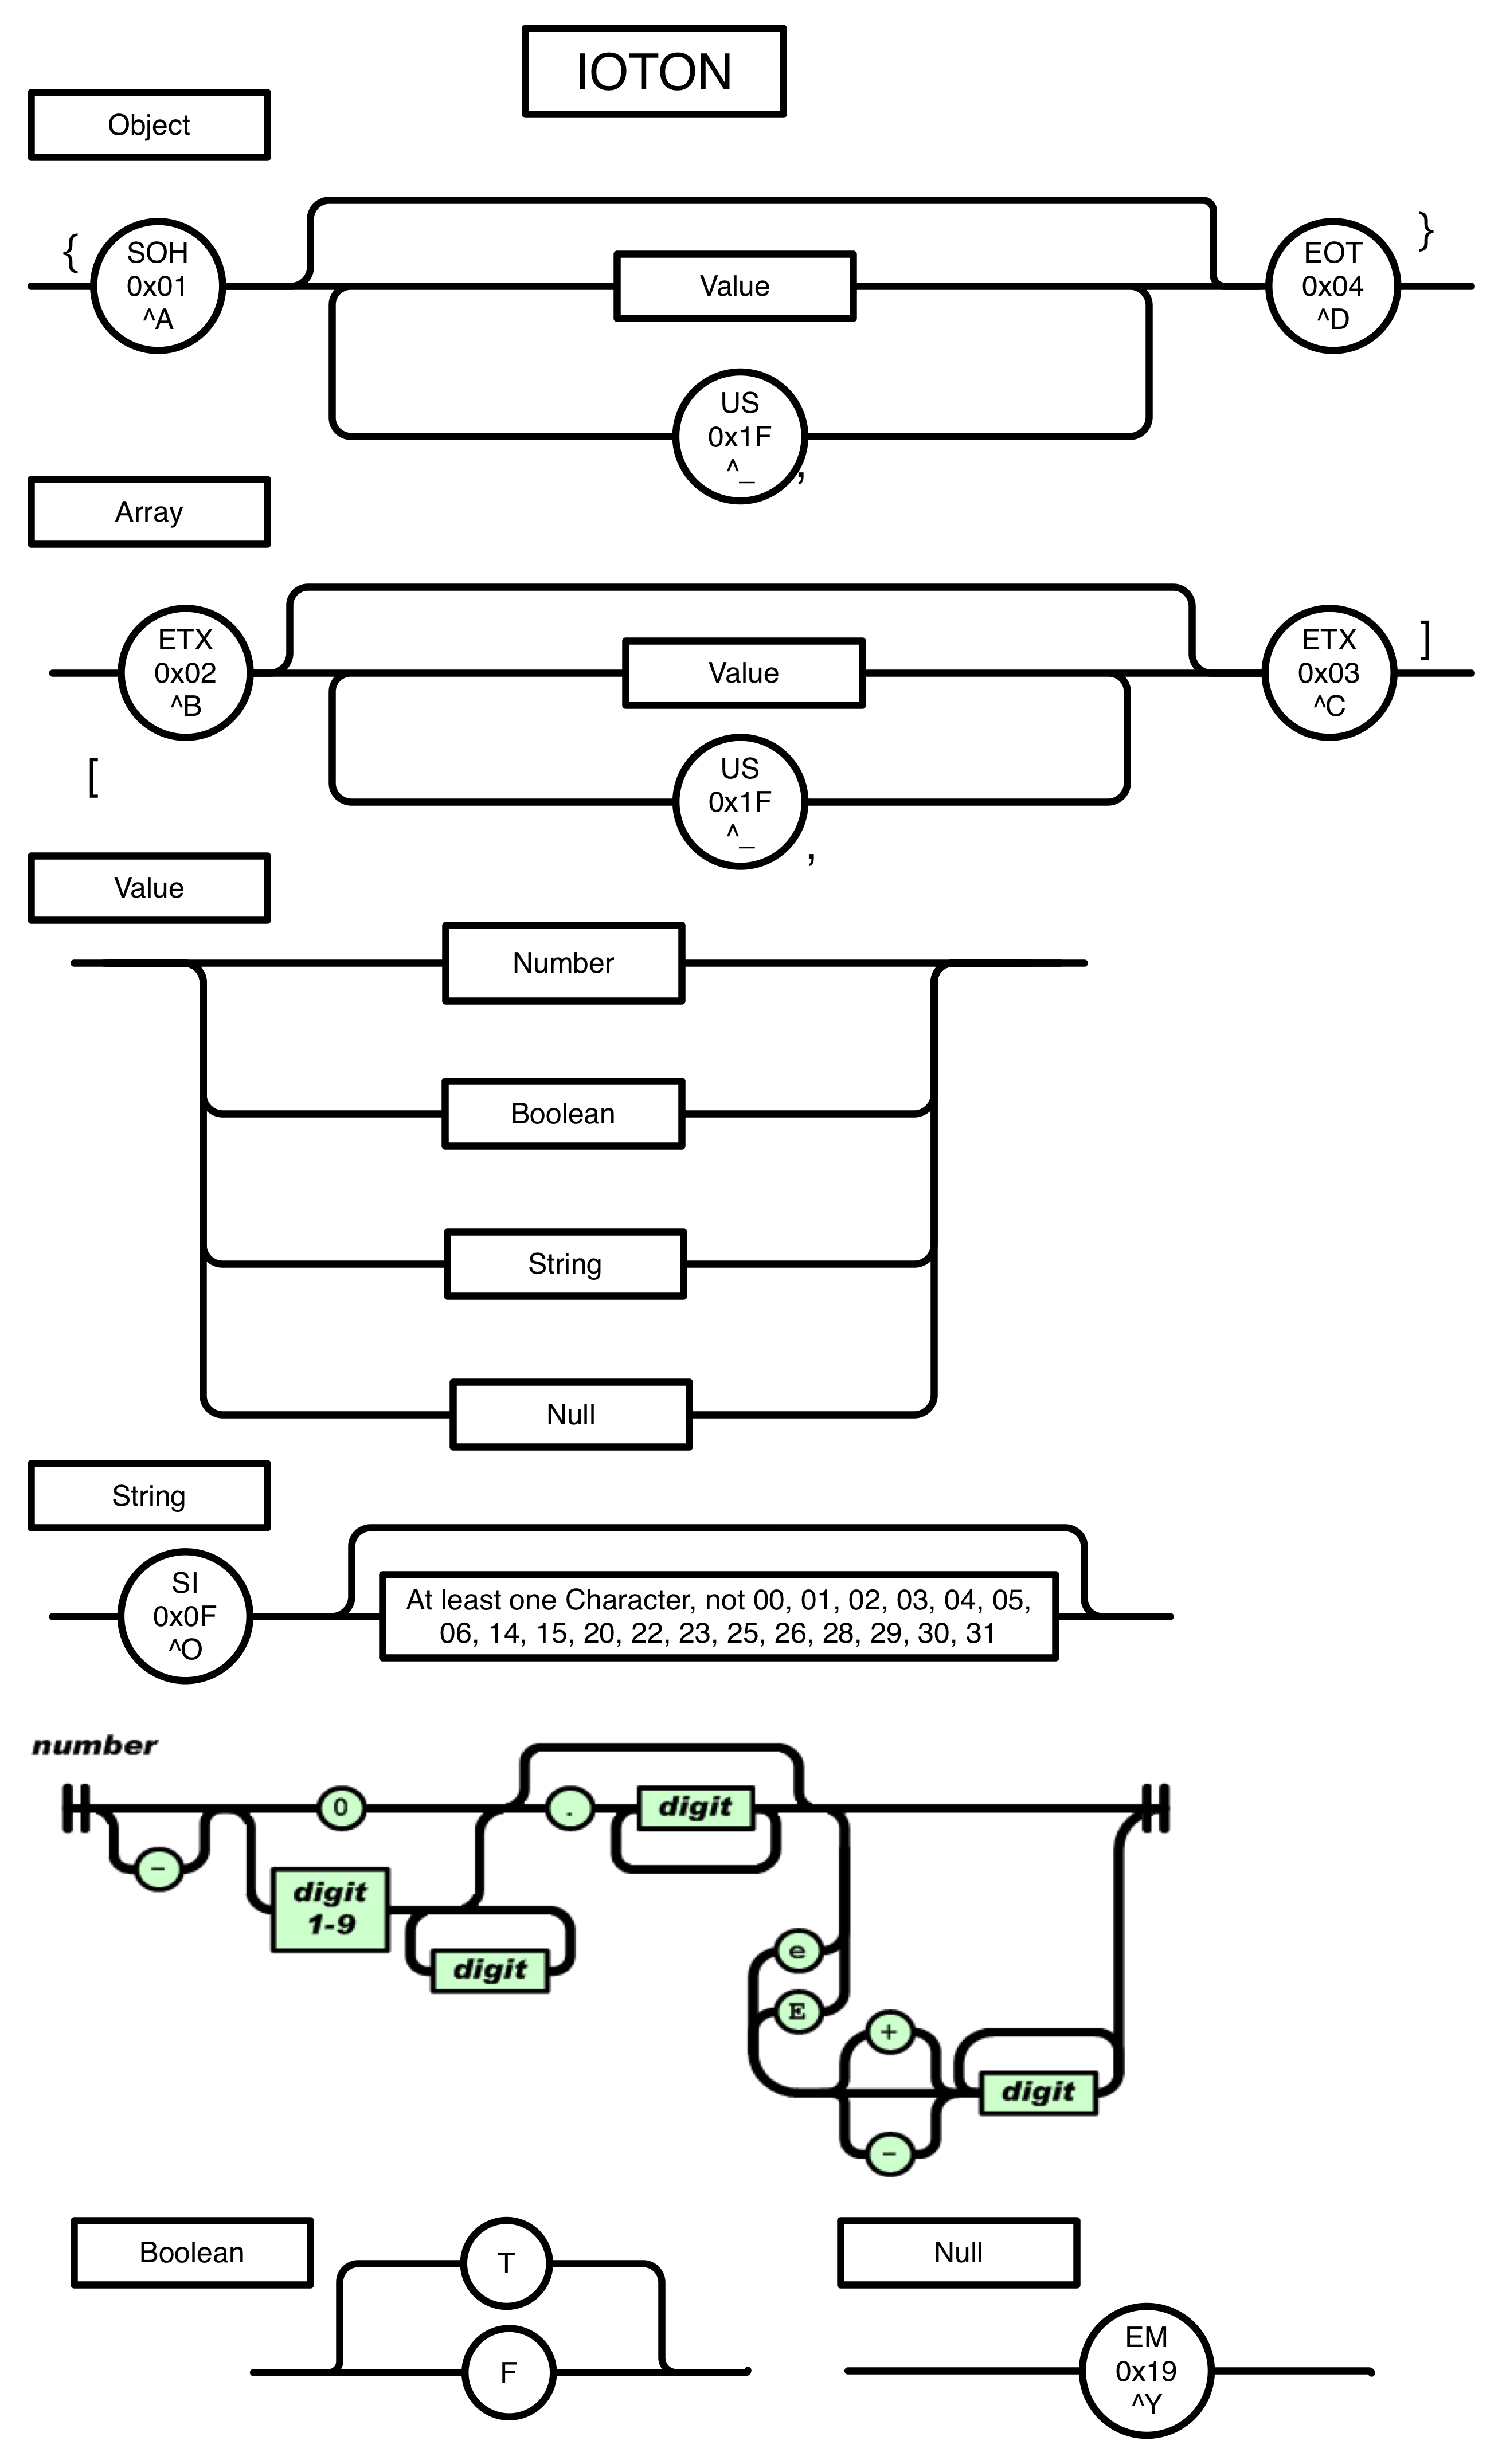 IOTON
Object
{
SOH
0x01
^A
Value
EOT
0x04
^D
}
US
0x1F
^_
,
Array
ETX
0x02
^B
[
Value
ETX
0x03
^C
]
US
0x1F
^_
,
Value
Number
Boolean
String
Null
String
SI
0x0F
^O
At least one Character, not 00, 01, 02, 03, 04, 05,
06, 14, 15, 20, 22, 23, 25, 26, 28, 29, 30, 31
number
0
.
digit
-
digit
1-9
digit
e
E
+
digit
-
Boolean
T
F
Null
EM
0x19
^Y